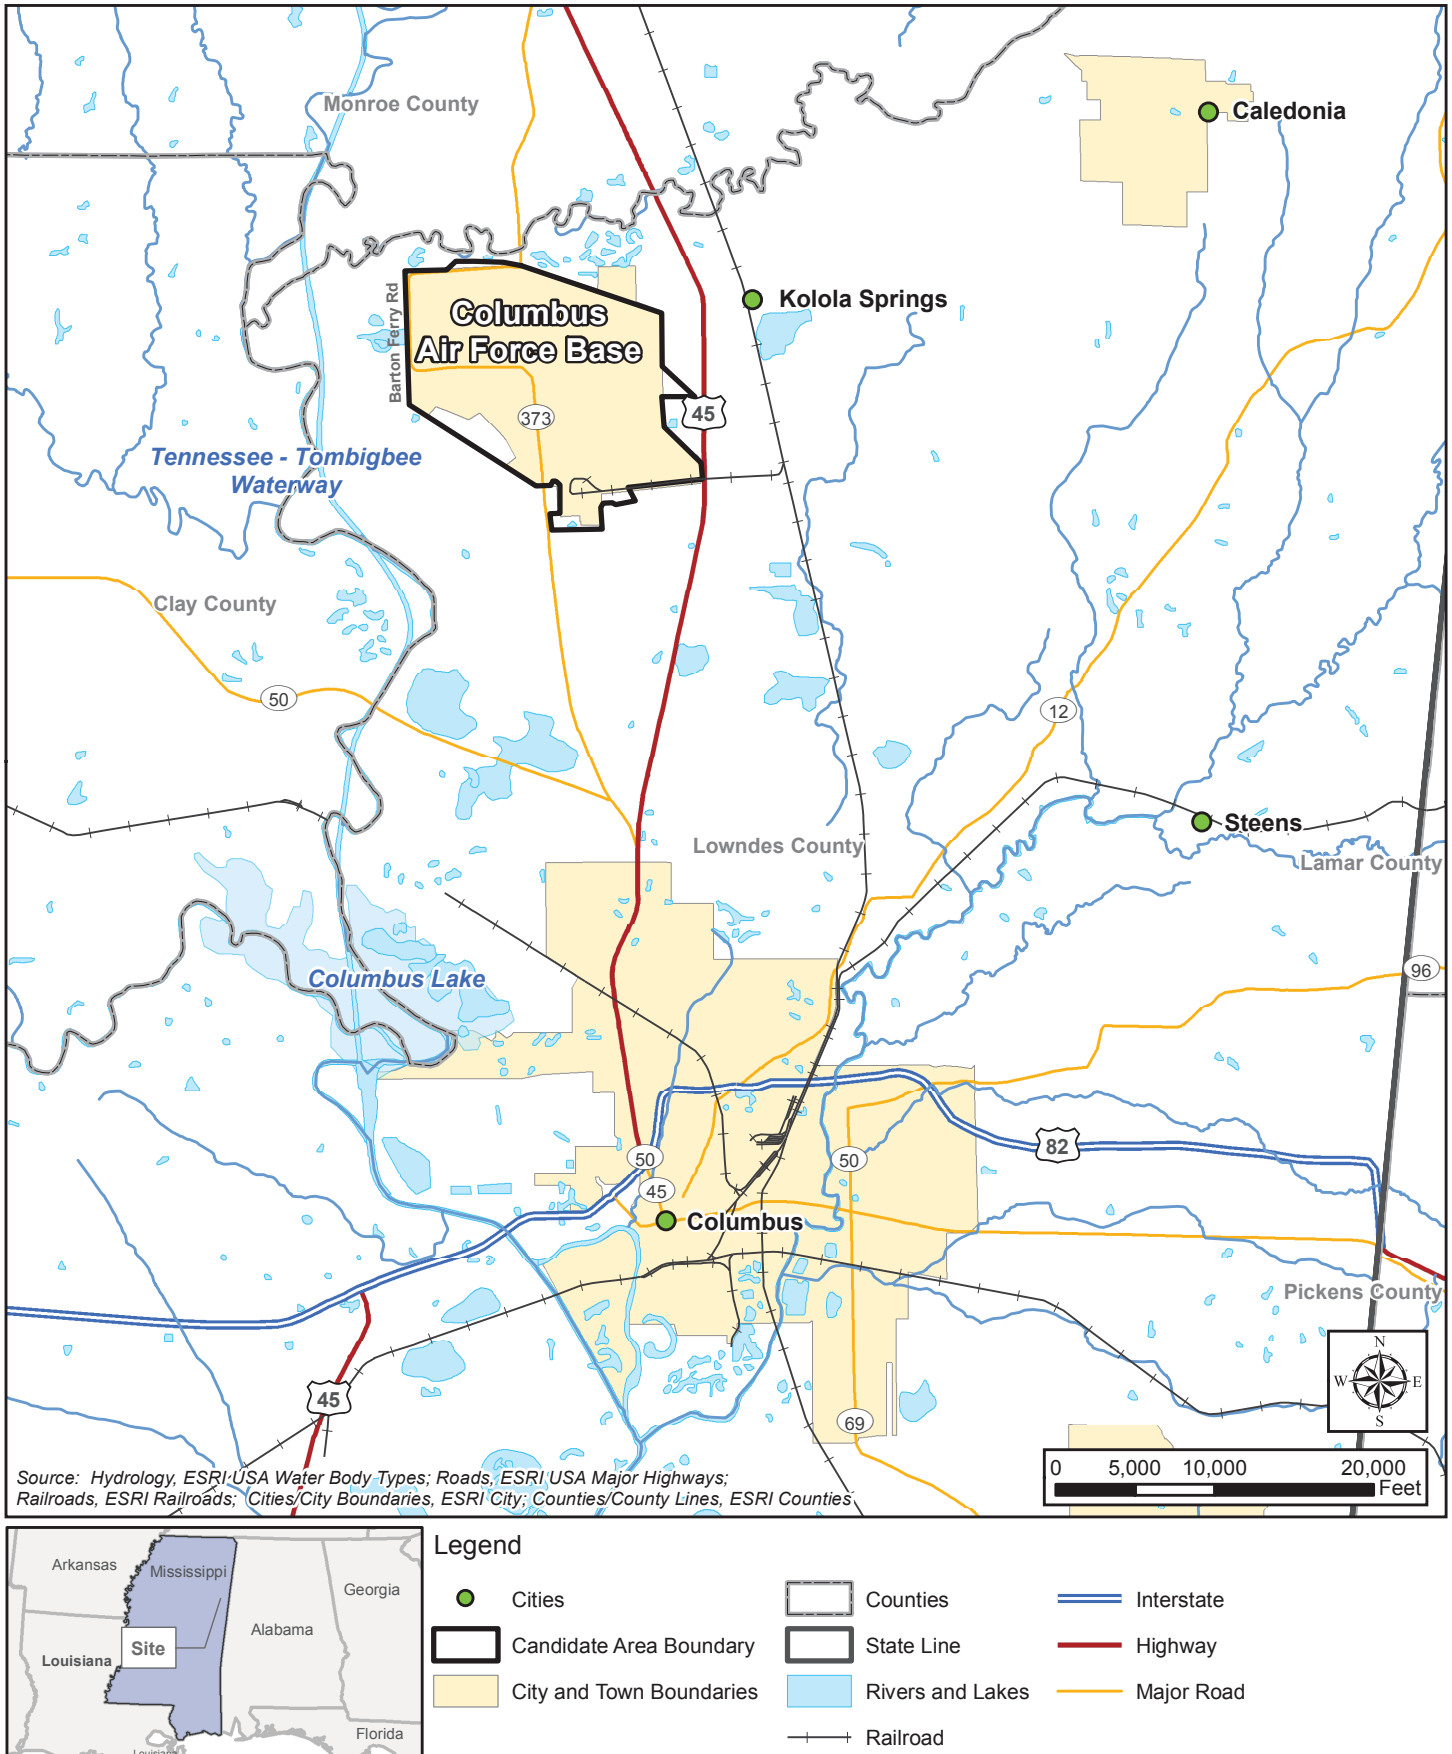 Monroe County
Caledonia
Kolola Springs
Barton Ferry Rd
Columbus
Air Force Base
373
45
Tennessee - Tombigbee
Waterway
Clay County
50
12
Steens
Lowndes County
Lamar County
Columbus Lake
96
82
50
50
45
Columbus
Pickens County
45
69
N
W E
S
Source: Hydrology, ESRI USA Water Body Types; Roads, ESRI USA Major Highways;
Railroads, ESRI Railroads; Cities/City Boundaries, ESRI City; Counties/County Lines, ESRI Counties
0 5,000 10,000 20,000
Feet
Arkansas
Mississippi
Georgia
Alabama
Site
Louisiana
Florida
Louisiana
Legend
Cities
Candidate Area Boundary
City and Town Boundaries
Counties
State Line
Rivers and Lakes
Railroad
Interstate
Highway
Major Road